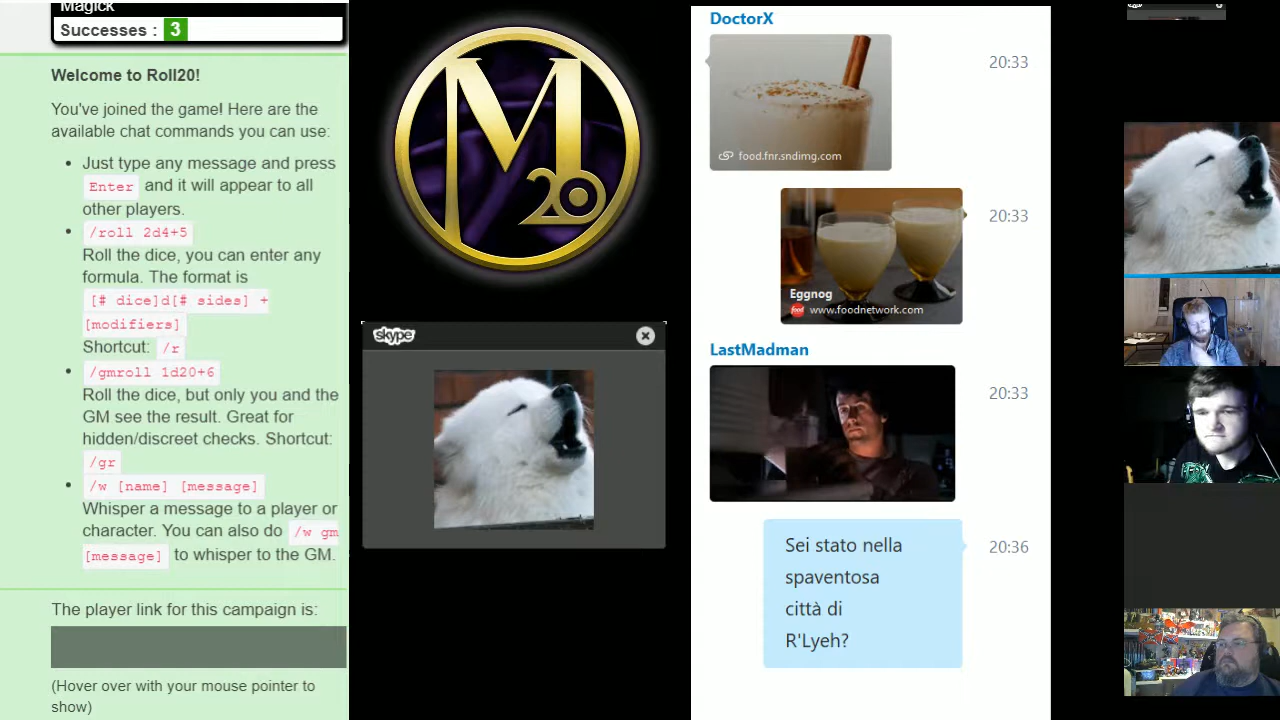 Magick
Successes : 3
Welcome to Roll20!
You've joined the game! Here are the
available chat commands you can use:
Just type any message and press
Enter and it will appear to all
other players.
/roll 2d4+5
Roll the dice, you can enter any
formula. The format is
[# dice]d[# sides] +
[modifiers]
Shortcut: /r
/gmroll 1d20+6
Roll the dice, but only you and the
GM see the result. Great for
hidden/discreet checks. Shortcut:
/gr
/w [name] [message]
Whisper a message to a player or
character. You can also do /w gm
[message] to whisper to the GM.
The player link for this campaign is:
(Hover over with your mouse pointer to
show)
M
20
skype
DoctorX
20:33
food.fnr.sndimg.com
20:33
Eggnog
food www.foodnetwork.com
LastMadman
20:33
Sei stato nella
spaventosa
città di
R'Lyeh?
20:36